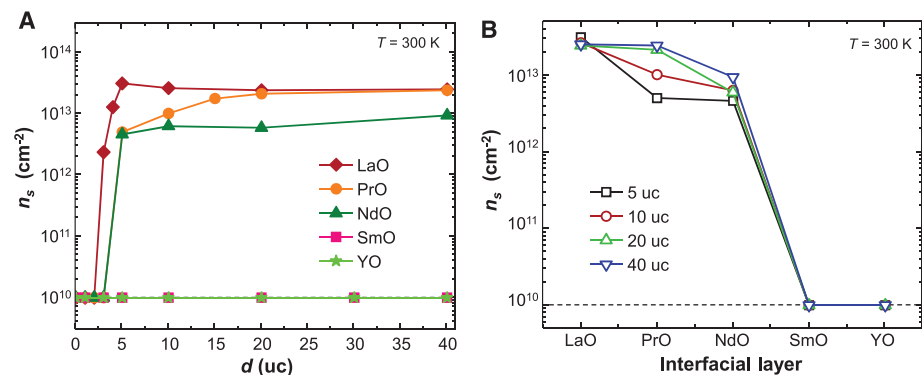 A
T = 300 K
10^14
10^13
10^12
10^11
10^10
n_s (cm^-2)
LaO
PrO
NdO
SmO
YO
0 5 10 15 20 25 30 35 40
d (uc)
B
T = 300 K
10^13
10^12
10^11
10^10
n_s (cm^-2)
5 uc
10 uc
20 uc
40 uc
LaO PrO NdO SmO YO
Interfacial layer